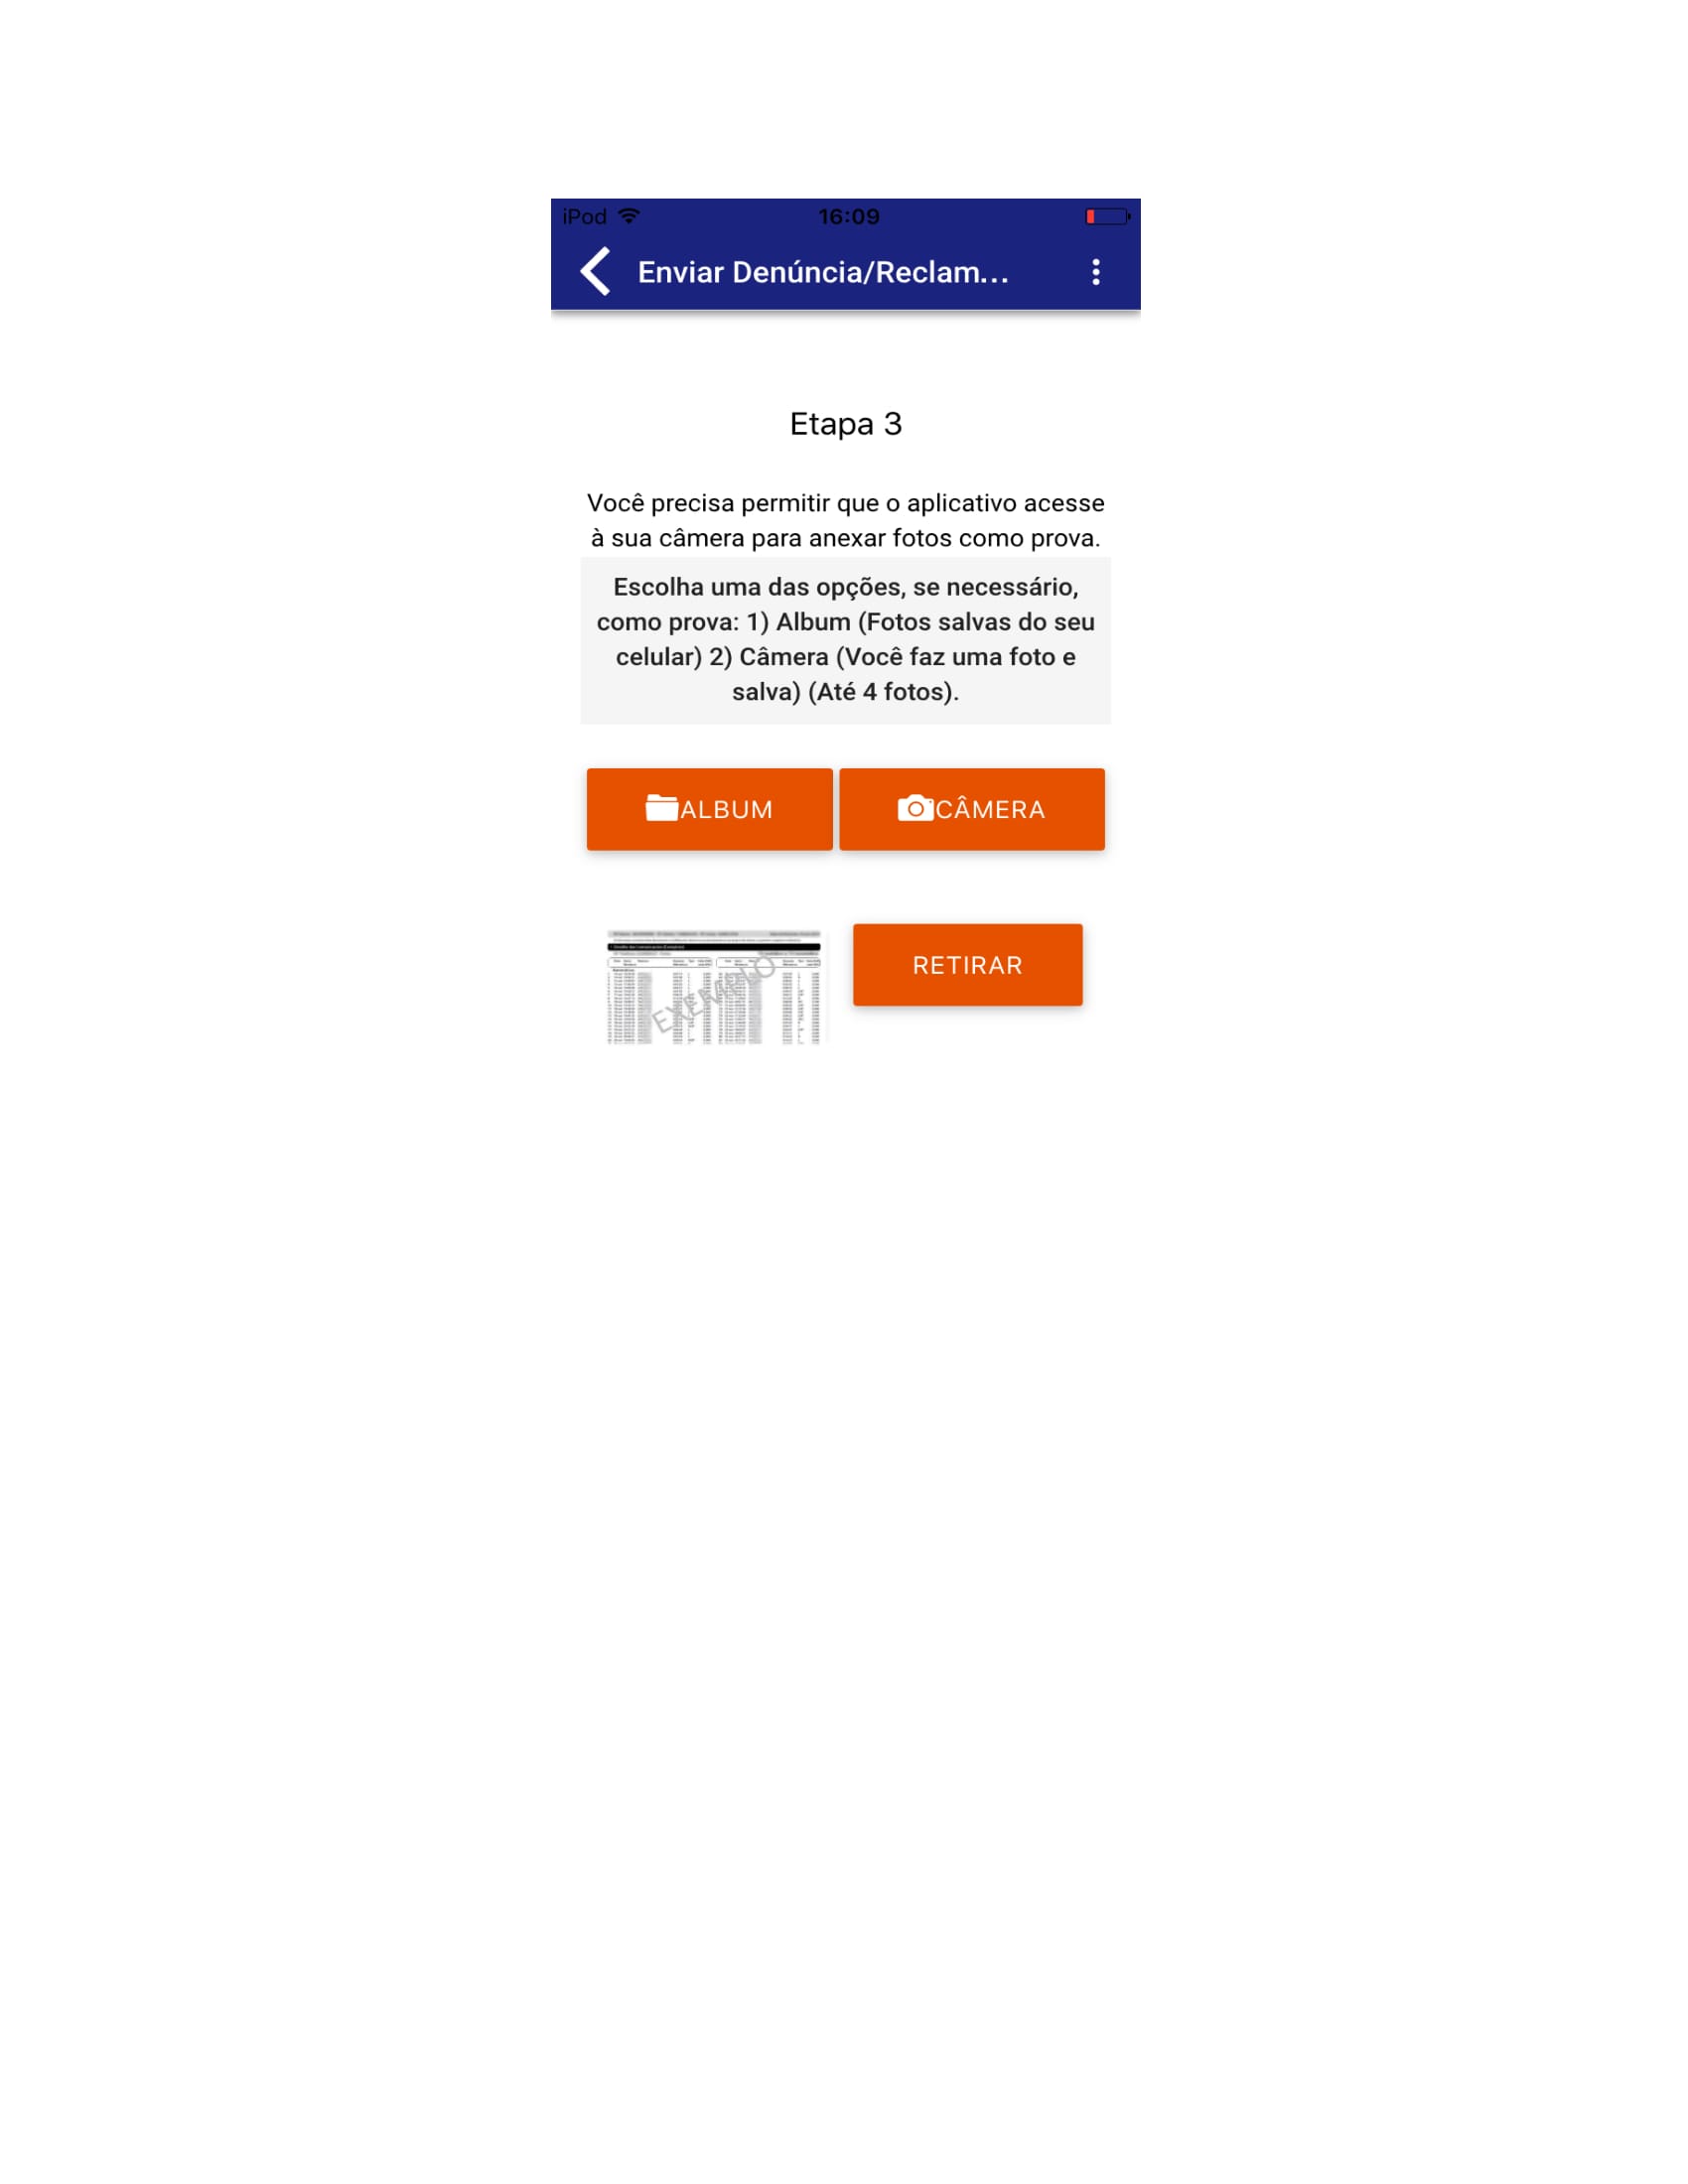 iPod
16:09
Enviar Denúncia/Reclam...
Etapa 3
Você precisa permitir que o aplicativo acesse
à sua câmera para anexar fotos como prova.
Escolha uma das opções, se necessário,
como prova: 1) Album (Fotos salvas do seu
celular) 2) Câmera (Você faz uma foto e
salva) (Até 4 fotos).
ALBUM
CÂMERA
EXEMPLO
RETIRAR